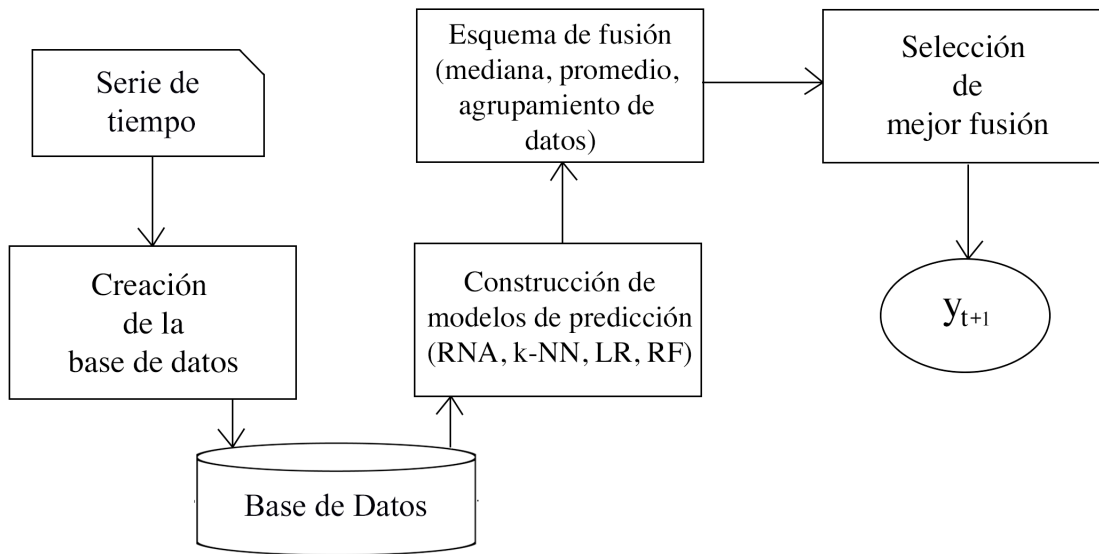 Serie de
tiempo
Creación
de la
base de datos
Base de Datos
Construcción de
modelos de predicción
(RNA, k-NN, LR, RF)
Esquema de fusión
(mediana, promedio,
agrupamiento de
datos)
Selección
de
mejor fusión
y_{t+1}